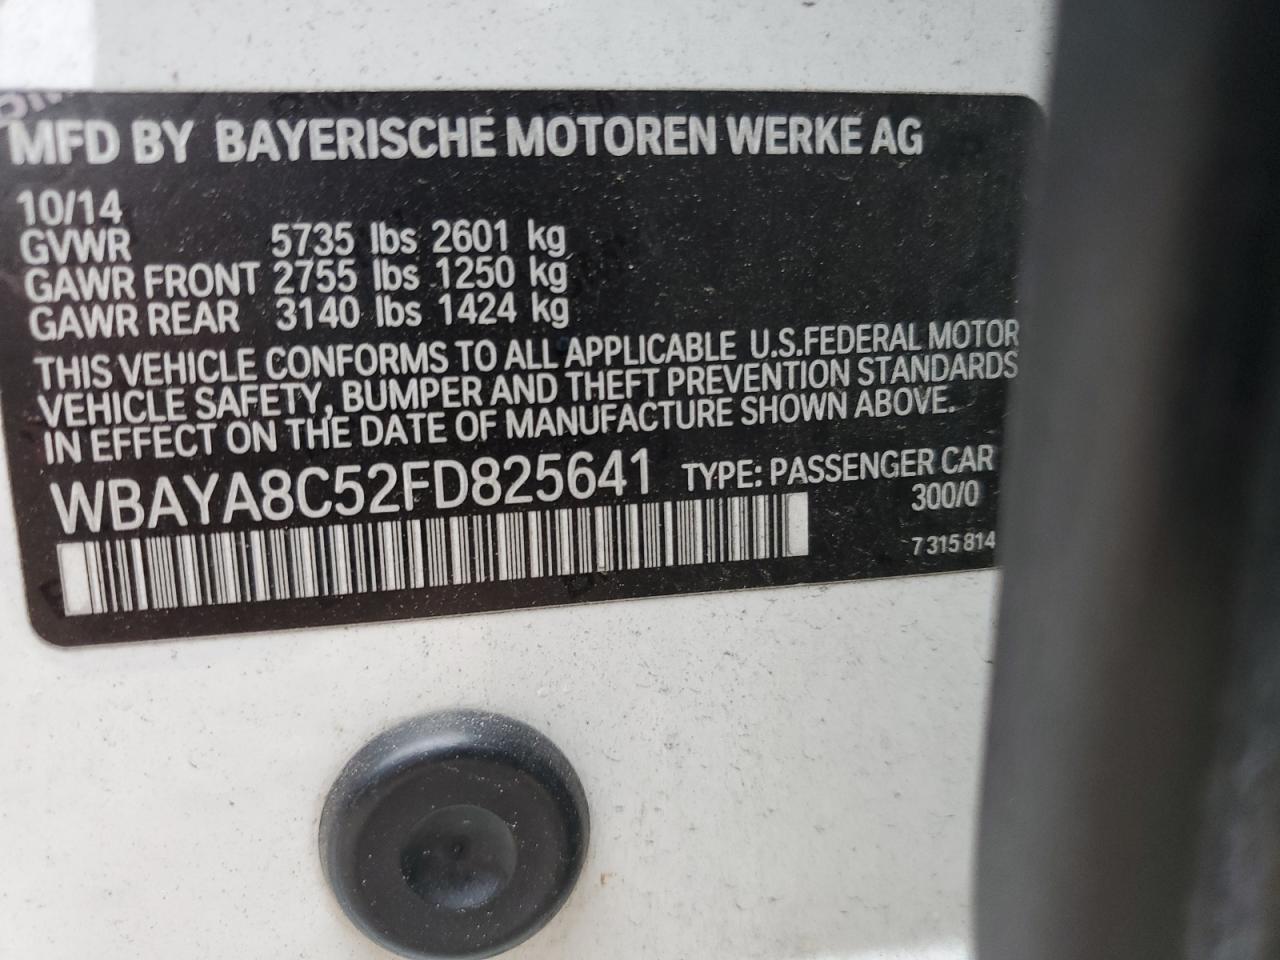 MFD BY BAYERISCHE MOTOREN WERKE AG
10/14
GVWR 5735 lbs 2601 kg
GAWR FRONT 2755 lbs 1250 kg
GAWR REAR 3140 lbs 1424 kg
THIS VEHICLE CONFORMS TO ALL APPLICABLE U.S.FEDERAL MOTOR
VEHICLE SAFETY, BUMPER AND THEFT PREVENTION STANDARDS
IN EFFECT ON THE DATE OF MANUFACTURE SHOWN ABOVE.
WBAYA8C52FD825641 TYPE: PASSENGER CAR
300/0
7 315 814